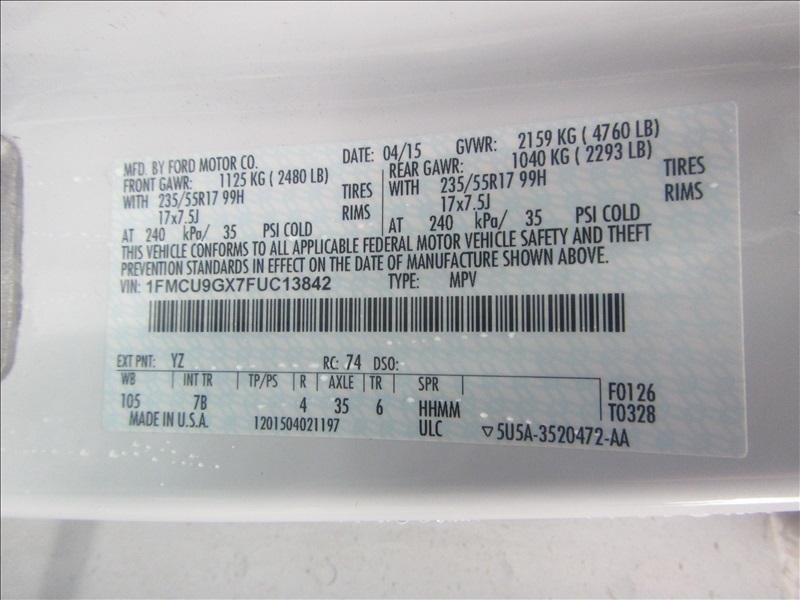 MFD. BY FORD MOTOR CO. DATE: 04/15 GVWR: 2159 KG ( 4760 LB)
FRONT GAWR: 1125 KG ( 2480 LB) REAR GAWR: 1040 KG ( 2293 LB)
WITH 235/55R17 99H TIRES WITH 235/55R17 99H TIRES
17x7.5J RIMS 17x7.5J RIMS
AT 240 kPa/ 35 PSI COLD AT 240 kPa/ 35 PSI COLD
THIS VEHICLE CONFORMS TO ALL APPLICABLE FEDERAL MOTOR VEHICLE SAFETY AND THEFT
PREVENTION STANDARDS IN EFFECT ON THE DATE OF MANUFACTURE SHOWN ABOVE.
VIN: 1FMCU9GX7FUC13842 TYPE: MPV
EXT PNT: YZ RC: 74 DSO:
WB INT TR TP/PS R AXLE TR SPR F0126
105 7B 4 35 6 HHMM T0328
MADE IN U.S.A. 1201504021197 ULC ▽5U5A-3520472-AA